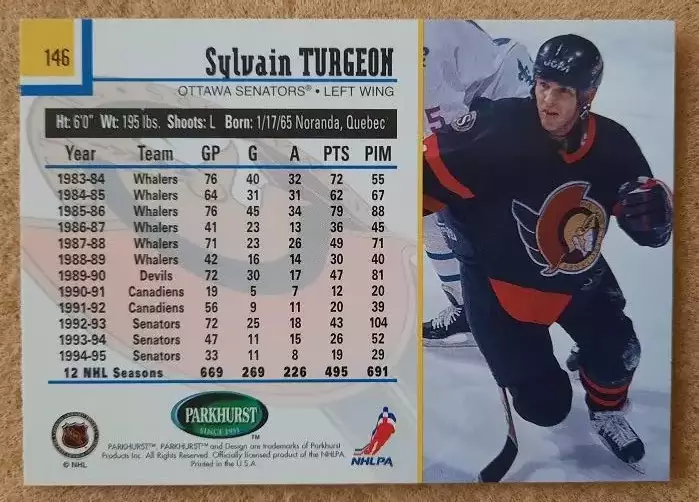 146
Sylvain TURGEON
OTTAWA SENATORS® • LEFT WING
Ht: 6'0" Wt: 195 lbs. Shoots: L Born: 1/17/65 Noranda, Quebec
Year Team GP G A PTS PIM
1983-84 Whalers 76 40 32 72 55
1984-85 Whalers 64 31 31 62 67
1985-86 Whalers 76 45 34 79 88
1986-87 Whalers 41 23 13 36 45
1987-88 Whalers 71 23 26 49 71
1988-89 Whalers 42 16 14 30 40
1989-90 Devils 72 30 17 47 81
1990-91 Canadiens 19 5 7 12 20
1991-92 Canadiens 56 9 11 20 39
1992-93 Senators 72 25 18 43 104
1993-94 Senators 47 11 15 26 52
1994-95 Senators 33 11 8 19 29
12 NHL Seasons 669 269 226 495 691
PARKHURST
SINCE 1951
TM
PARKHURST™, PARKHURST™ and Design are trademarks of Parkhurst
Products Inc. All Rights Reserved. Officially licensed product of the NHLPA.
Printed in the U.S.A.
© NHL
NHLPA